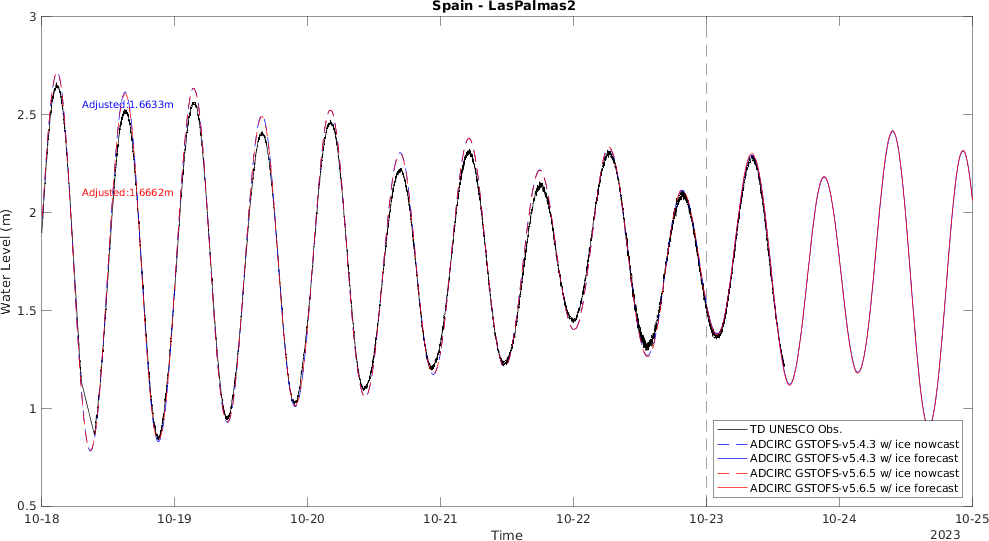 Spain - LasPalmas2
3
2.5
2
1.5
1
0.5
Water Level (m)
Adjusted:1.6633m
Adjusted:1.6662m
TD UNESCO Obs.
ADCIRC GSTOFS-v5.4.3 w/ ice nowcast
ADCIRC GSTOFS-v5.4.3 w/ ice forecast
ADCIRC GSTOFS-v5.6.5 w/ ice nowcast
ADCIRC GSTOFS-v5.6.5 w/ ice forecast
10-18 10-19 10-20 10-21 10-22 10-23 10-24 10-25
Time
2023